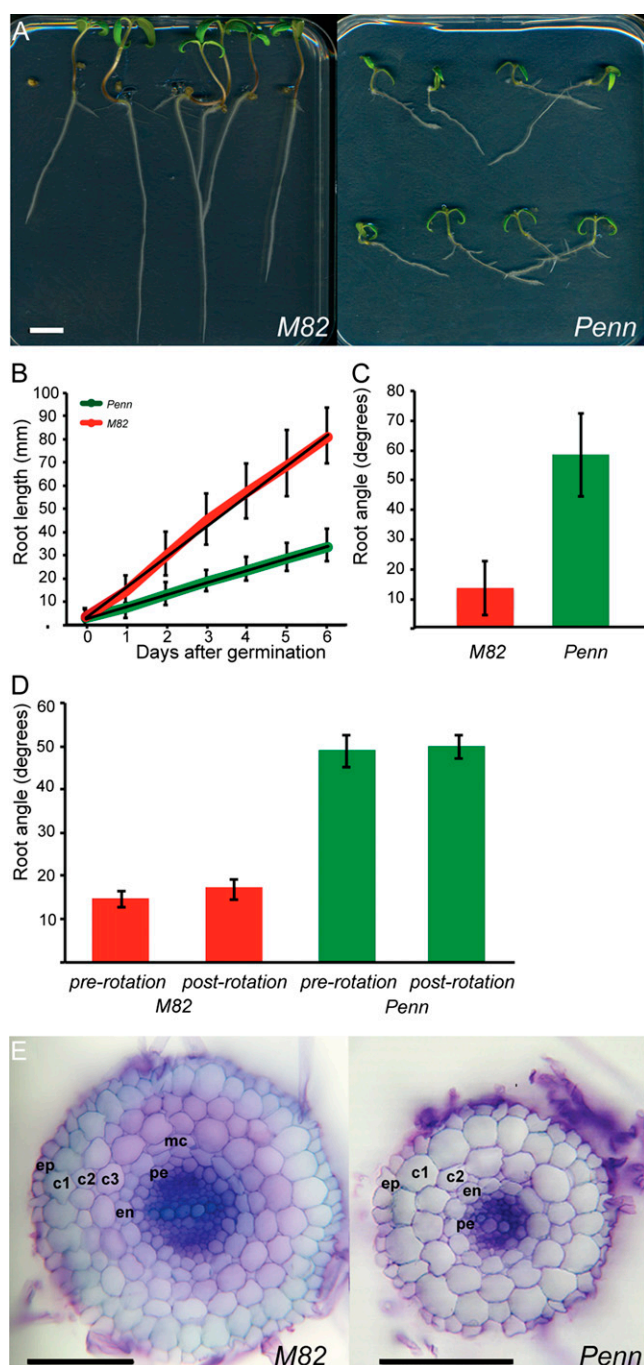 A
M82
Penn
B
Root length (mm)
100
90
80
70
60
50
40
30
20
10
-
Penn
M82
0 1 2 3 4 5 6
Days after germination
C
Root angle (degrees)
80
70
60
50
40
30
20
10
M82 Penn
D
Root angle (degrees)
60
50
40
30
20
10
pre-rotation post-rotation pre-rotation post-rotation
M82 Penn
E
mc
ep
c1 c2 c3
pe
en
M82
ep
c1
c2
en
pe
Penn